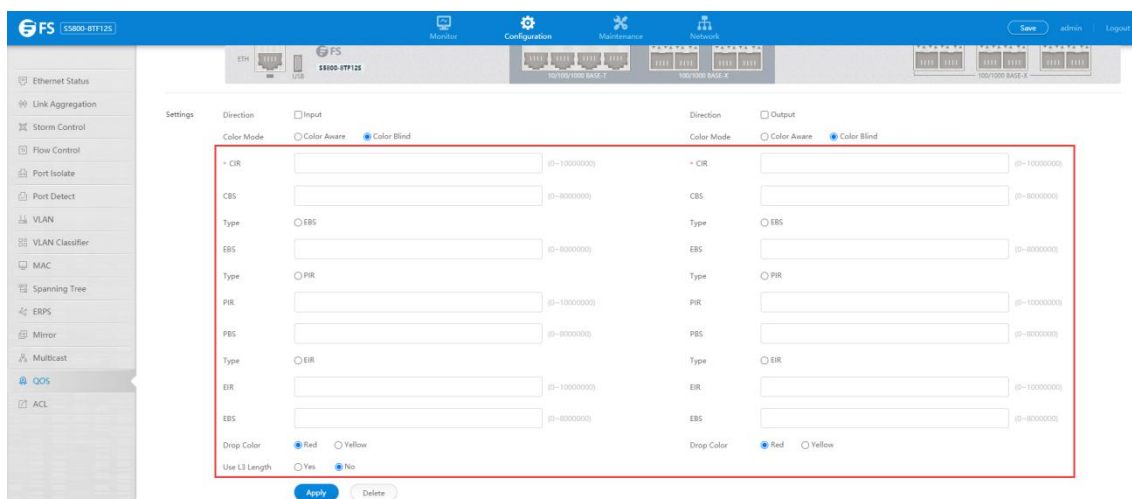 FS S5800-8TF12S
Monitor
Configuration
Maintenance
Network
Save
admin
Logout
ETH
USB
FS
S5800-8TF12S
10/100/1000 BASE-T
100/1000 BASE-X
100/1000 BASE-X
Ethernet Status
Link Aggregation
Storm Control
Flow Control
Port Isolate
Port Detect
VLAN
VLAN Classifier
MAC
Spanning Tree
ERPS
Mirror
Multicast
QOS
ACL
Settings
Direction Input Direction Output
Color Mode Color Aware Color Blind Color Mode Color Aware Color Blind
* CIR (0~10000000) * CIR (0~10000000)
CBS (0~8000000) CBS (0~8000000)
Type EBS Type EBS
EBS (0~8000000) EBS (0~8000000)
Type PIR Type PIR
PIR (0~10000000) PIR (0~10000000)
PBS (0~8000000) PBS (0~8000000)
Type EIR Type EIR
EIR (0~10000000) EIR (0~10000000)
EBS (0~8000000) EBS (0~8000000)
Drop Color Red Yellow Drop Color Red Yellow
Use L3 Length Yes No
Apply Delete